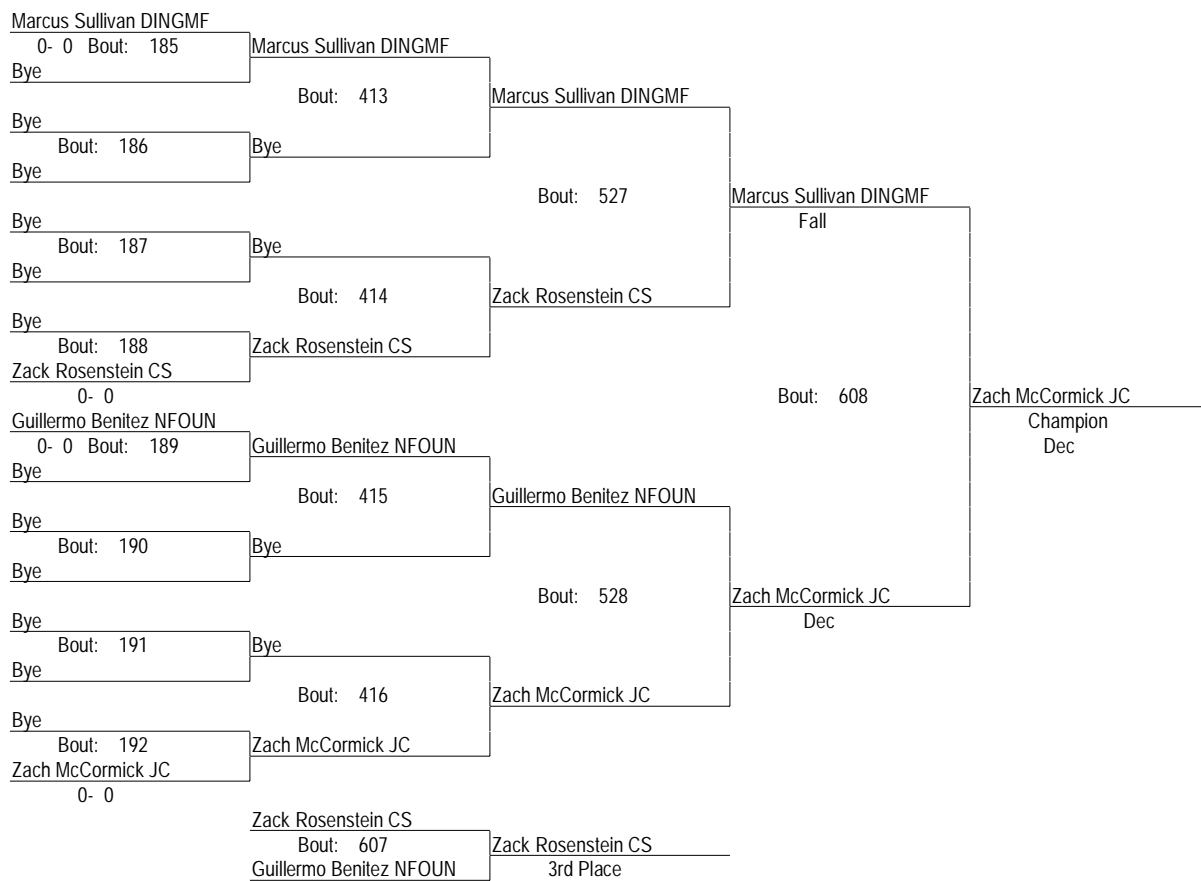 Marcus Sullivan DINGMF
0- 0 Bout: 185 Marcus Sullivan DINGMF
Bye
Bout: 413 Marcus Sullivan DINGMF
Bye
Bout: 186 Bye
Bye
Bout: 527 Marcus Sullivan DINGMF
Bye Fall
Bout: 187 Bye
Bye
Bout: 414 Zack Rosenstein CS
Bye
Bout: 188 Zack Rosenstein CS
Zack Rosenstein CS
0- 0 Bout: 608 Zach McCormick JC
Guillermo Benitez NFOUN Champion
0- 0 Bout: 189 Guillermo Benitez NFOUN Dec
Bye
Bout: 415 Guillermo Benitez NFOUN
Bye
Bout: 190 Bye
Bye
Bout: 528 Zach McCormick JC
Bye Dec
Bout: 191 Bye
Bye
Bout: 416 Zach McCormick JC
Bye
Bout: 192 Zach McCormick JC
Zach McCormick JC
0- 0
Zack Rosenstein CS
Bout: 607 Zack Rosenstein CS
Guillermo Benitez NFOUN 3rd Place